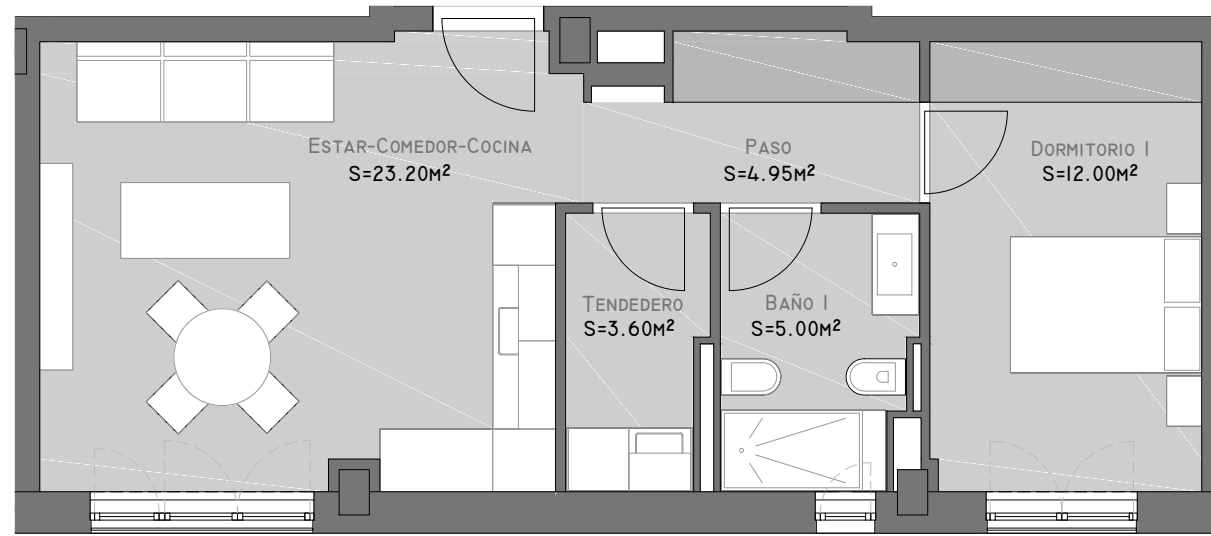 Estar-Comedor-Cocina
S=23.20m²
Paso
S=4.95m²
Dormitorio 1
S=12.00m²
Tendedero
S=3.60m²
Baño 1
S=5.00m²